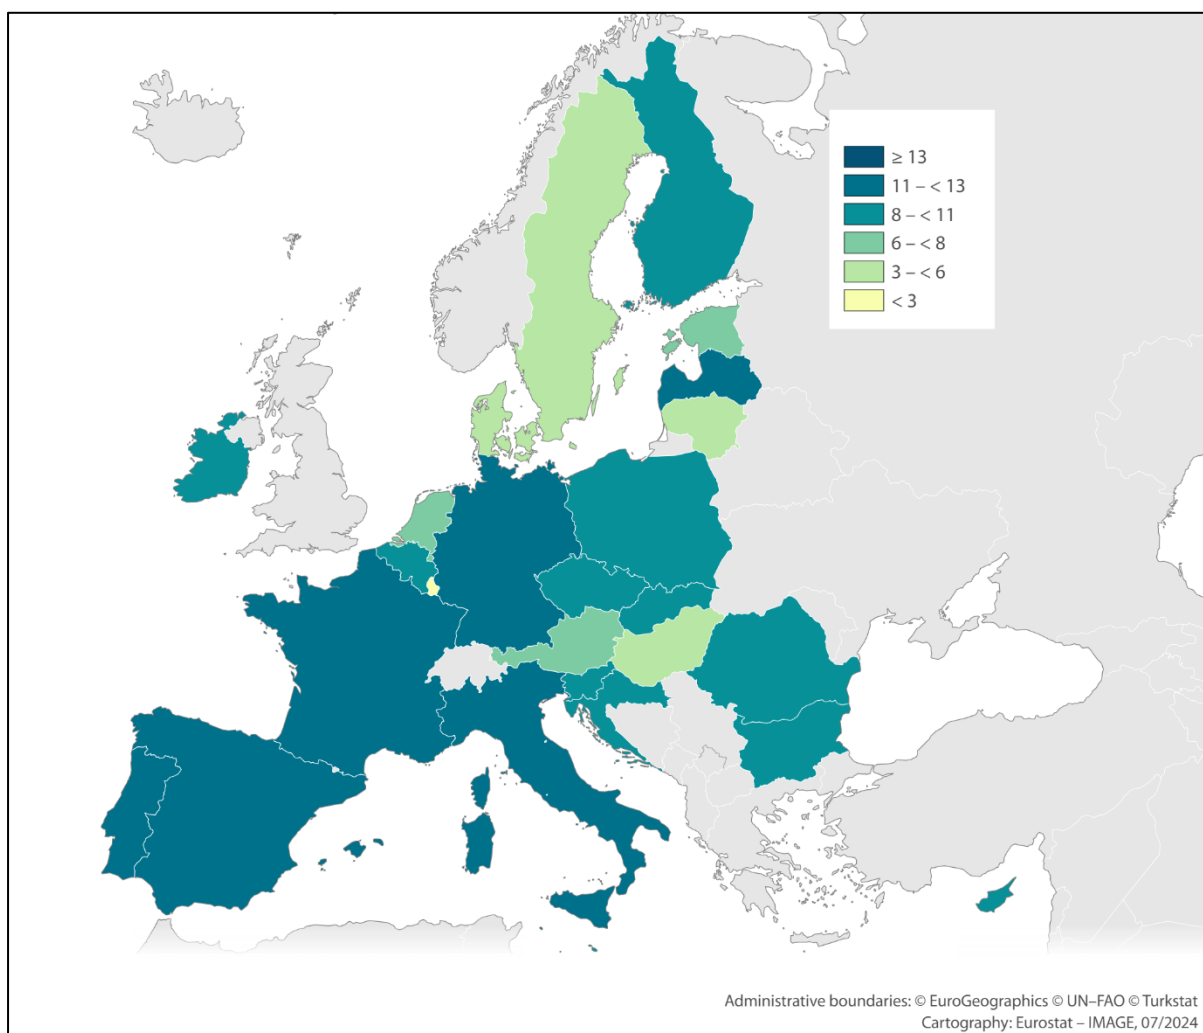 ≥ 13
11 – < 13
8 – < 11
6 – < 8
3 – < 6
< 3
Administrative boundaries: © EuroGeographics © UN–FAO © Turkstat
Cartography: Eurostat – IMAGE, 07/2024